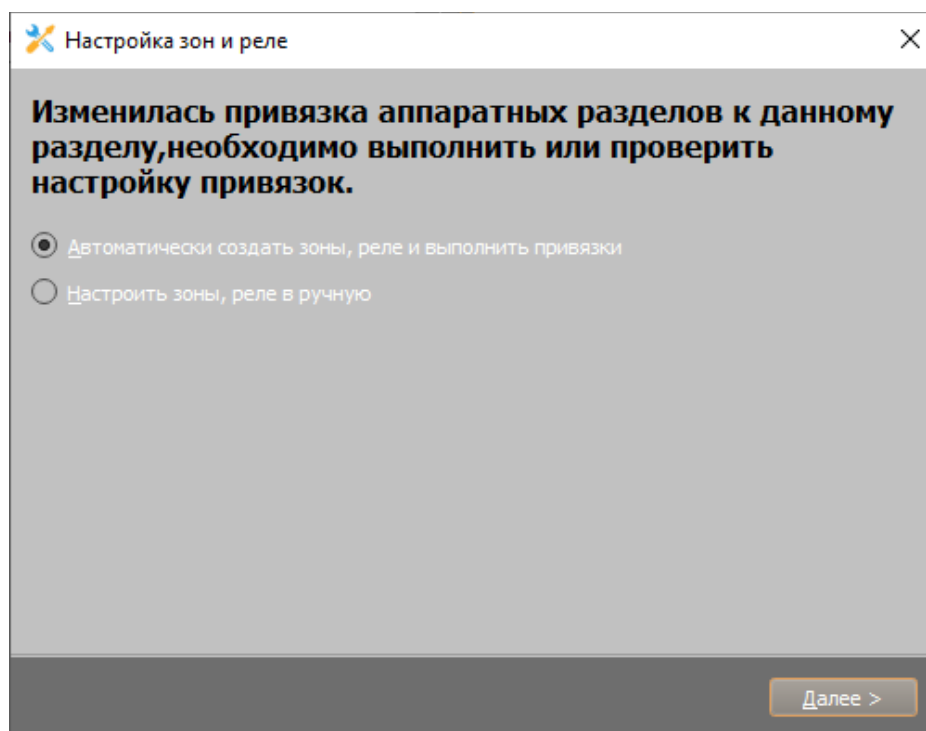 Настройка зон и реле
Изменилась привязка аппаратных разделов к данному
разделу,необходимо выполнить или проверить
настройку привязок.
Автоматически создать зоны, реле и выполнить привязки
Настроить зоны, реле в ручную
Далее >